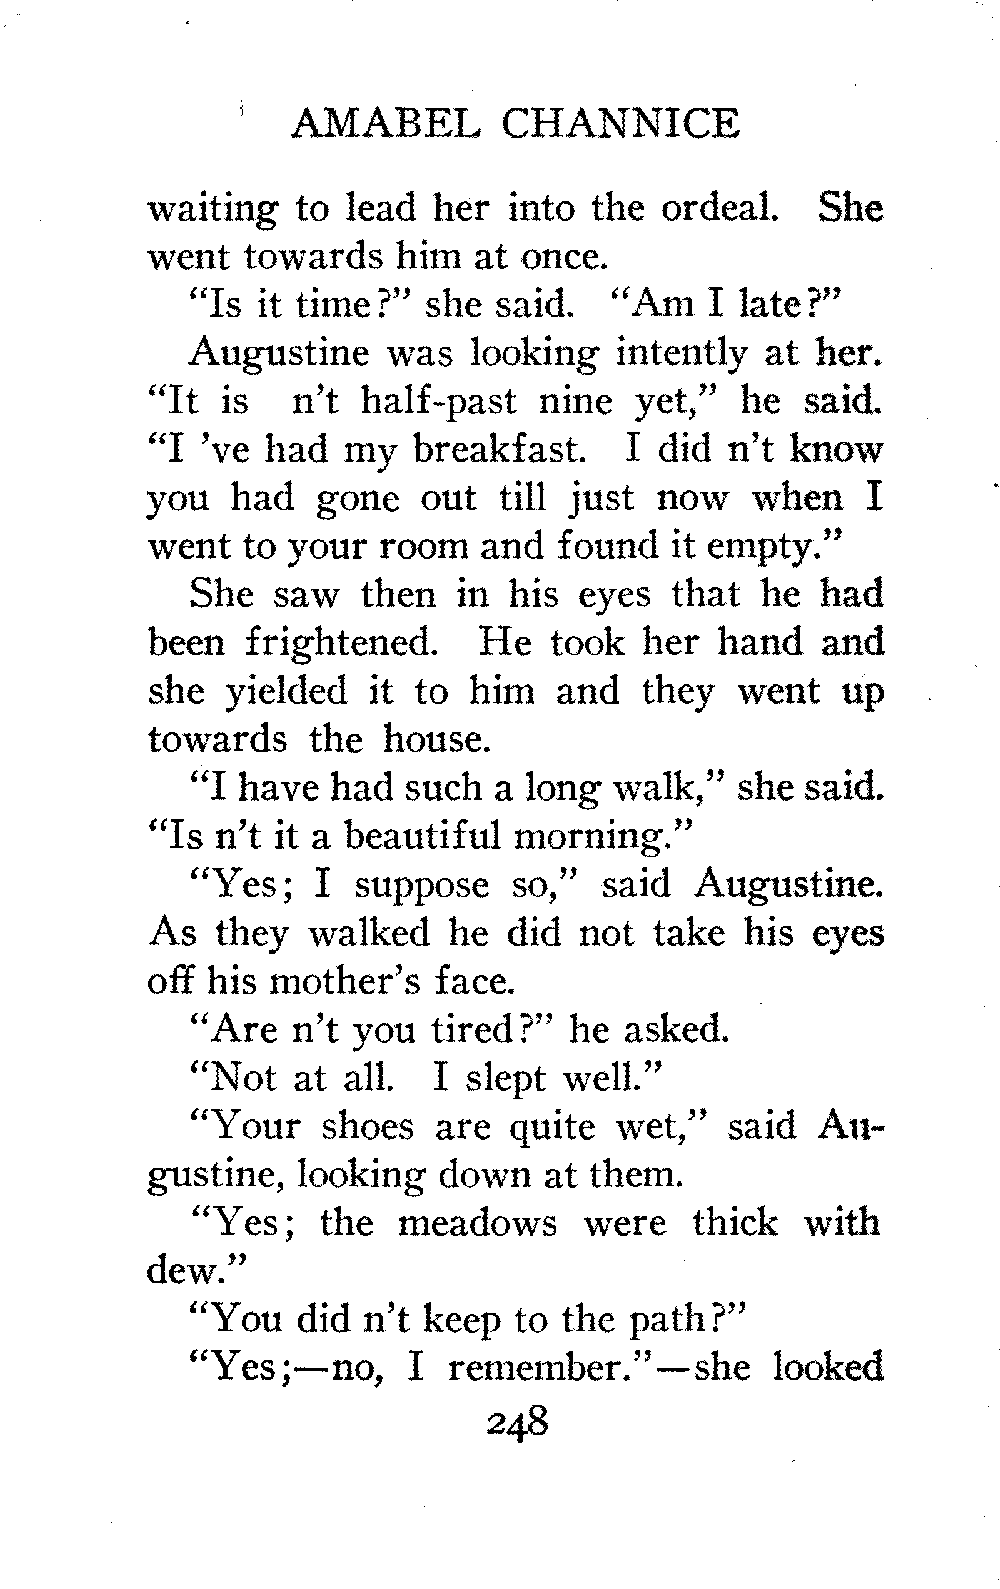 AMABEL CHANNICE
waiting to lead her into the ordeal. She
went towards him at once.
"Is it time?" she said. "Am I late?"
Augustine was looking intently at her.
"It is n't half-past nine yet," he said.
"I 've had my breakfast. I did n't know
you had gone out till just now when I
went to your room and found it empty."
She saw then in his eyes that he had
been frightened. He took her hand and
she yielded it to him and they went up
towards the house.
"I have had such a long walk," she said.
"Is n't it a beautiful morning."
"Yes; I suppose so," said Augustine.
As they walked he did not take his eyes
off his mother's face.
"Are n't you tired?" he asked.
"Not at all. I slept well."
"Your shoes are quite wet," said Au-
gustine, looking down at them.
"Yes; the meadows were thick with
dew."
"You did n't keep to the path?"
"Yes;—no, I remember."—she looked
248